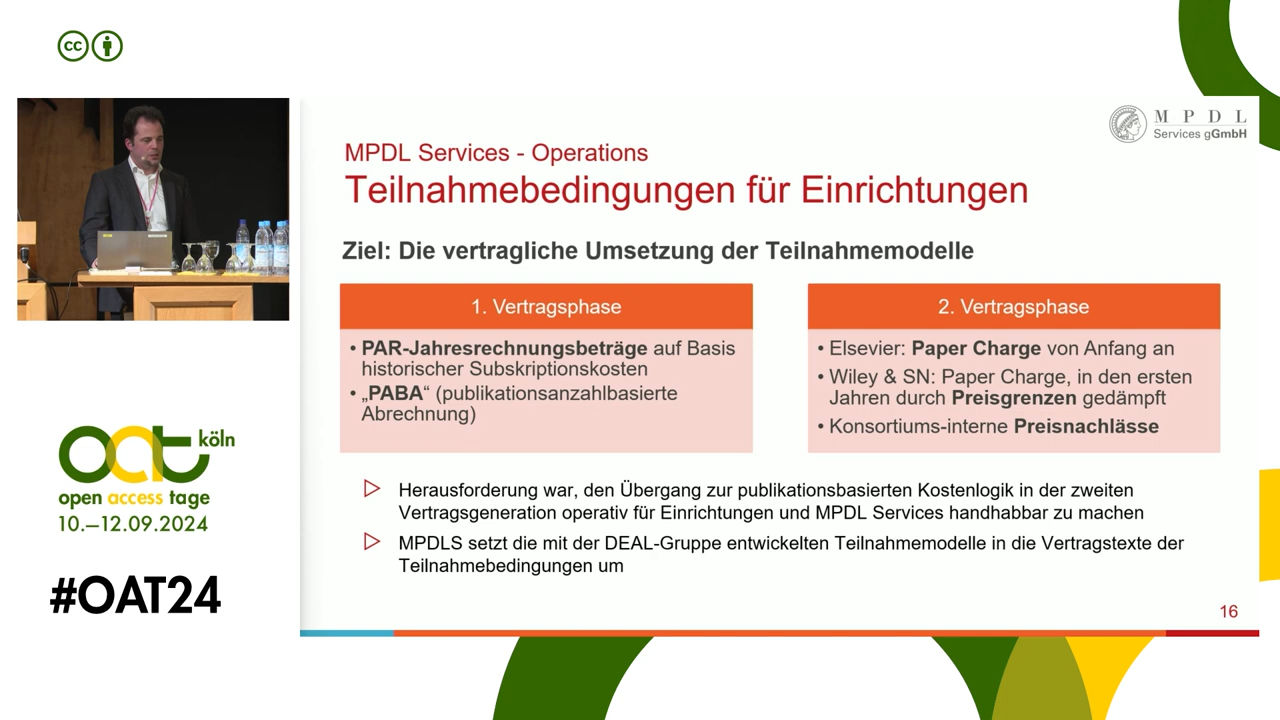 cc
MPDL
Services gGmbH
MPDL Services - Operations
Teilnahmebedingungen für Einrichtungen
Ziel: Die vertragliche Umsetzung der Teilnahmemodelle
1. Vertragsphase
• PAR-Jahresrechnungsbeträge auf Basis
historischer Subskriptionskosten
• „PABA“ (publikationsanzahlbasierte
Abrechnung)
2. Vertragsphase
• Elsevier: Paper Charge von Anfang an
• Wiley & SN: Paper Charge, in den ersten
Jahren durch Preisgrenzen gedämpft
• Konsortiums-interne Preisnachlässe
Herausforderung war, den Übergang zur publikationsbasierten Kostenlogik in der zweiten
Vertragsgeneration operativ für Einrichtungen und MPDL Services handhabbar zu machen
MPDLS setzt die mit der DEAL-Gruppe entwickelten Teilnahmemodelle in die Vertragstexte der
Teilnahmebedingungen um
16
oat köln
open access tage
10.–12.09.2024
#OAT24